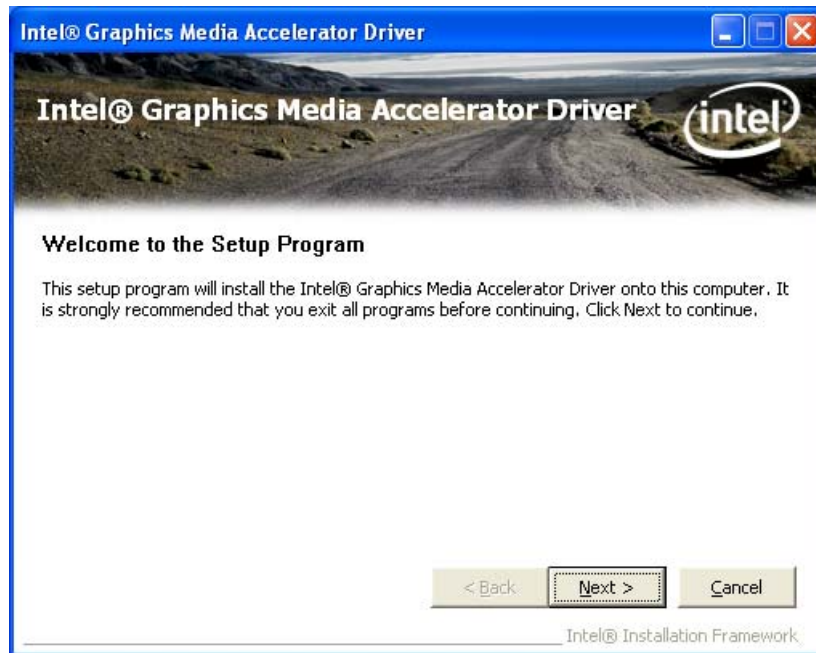 Intel® Graphics Media Accelerator Driver
Intel® Graphics Media Accelerator Driver
intel
Welcome to the Setup Program
This setup program will install the Intel® Graphics Media Accelerator Driver onto this computer. It
is strongly recommended that you exit all programs before continuing. Click Next to continue.
< Back Next > Cancel
Intel® Installation Framework